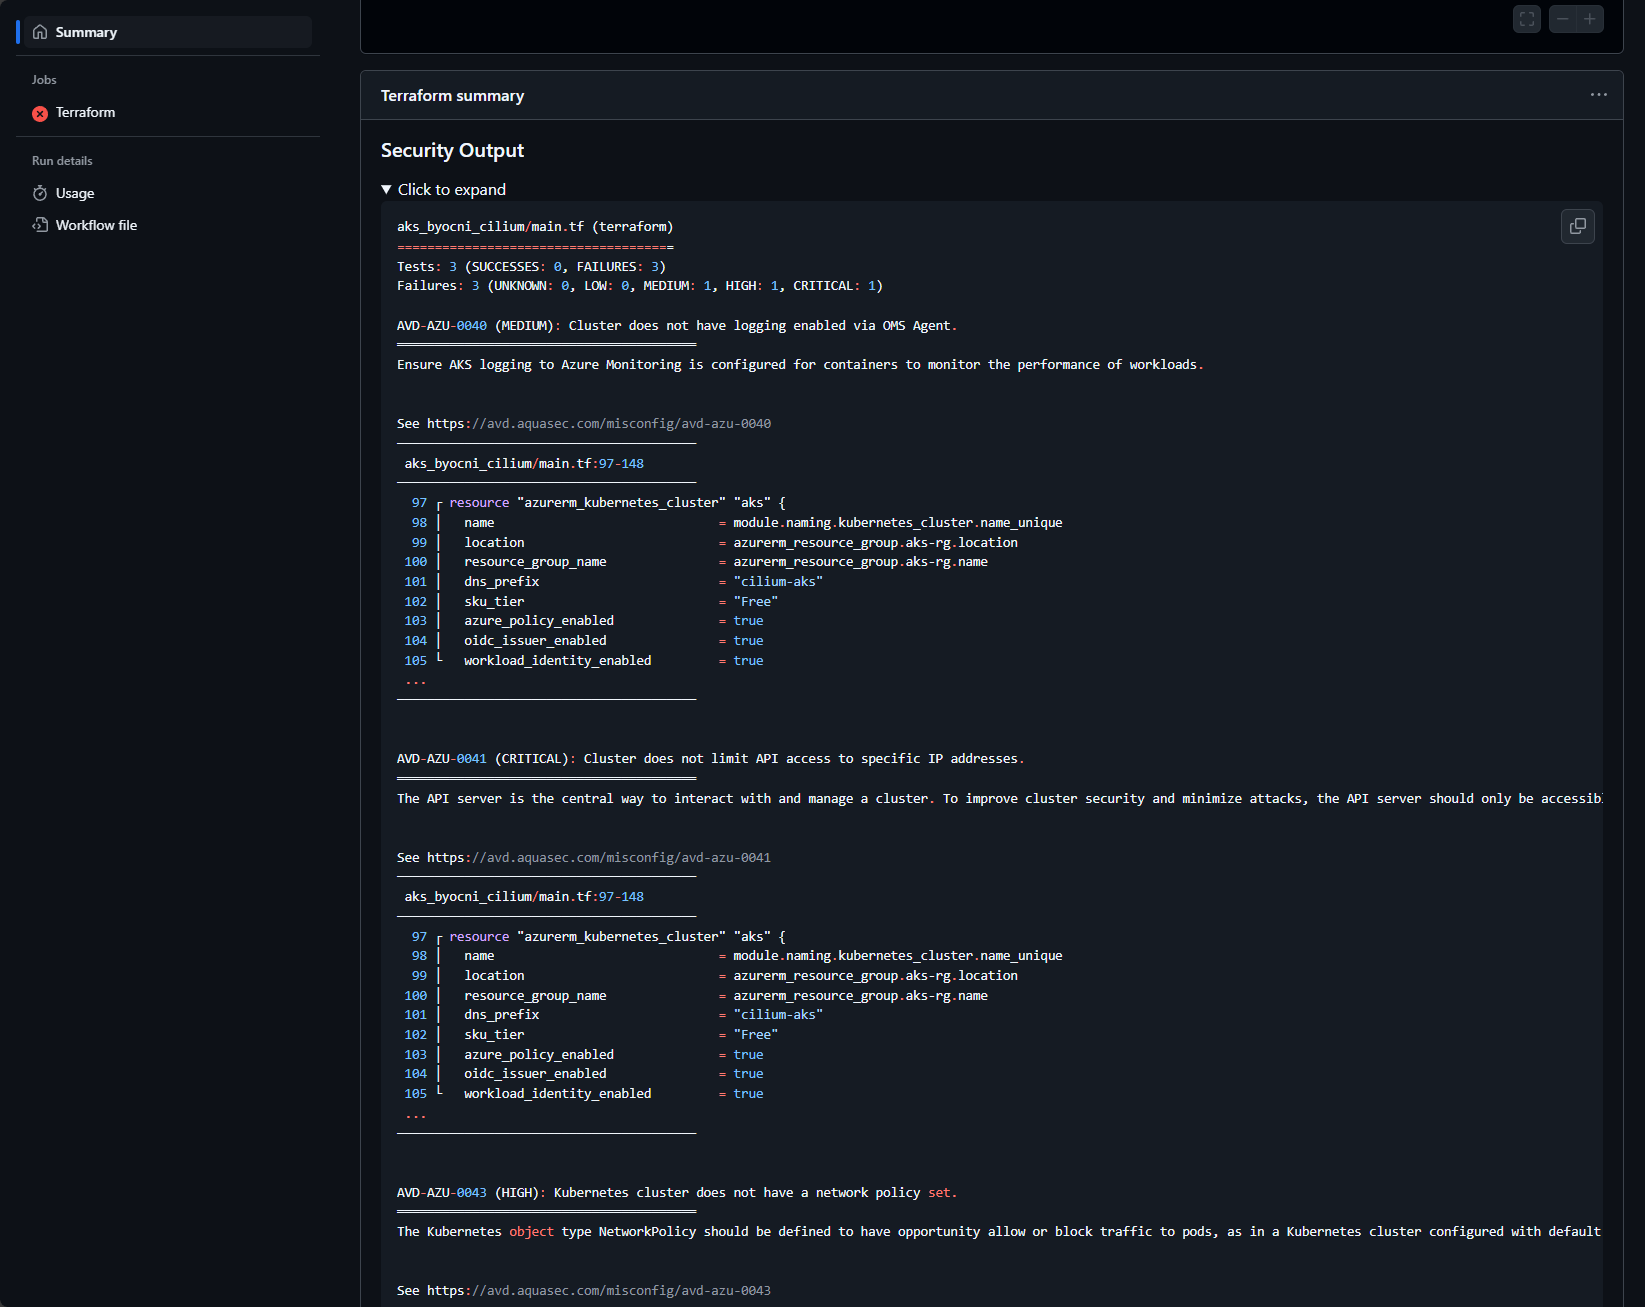 Summary
Jobs
Terraform
Run details
Usage
Workflow file
Terraform summary
Security Output
Click to expand
aks_byocni_cilium/main.tf (terraform)
=====================================
Tests: 3 (SUCCESSES: 0, FAILURES: 3)
Failures: 3 (UNKNOWN: 0, LOW: 0, MEDIUM: 1, HIGH: 1, CRITICAL: 1)
AVD-AZU-0040 (MEDIUM): Cluster does not have logging enabled via OMS Agent.
Ensure AKS logging to Azure Monitoring is configured for containers to monitor the performance of workloads.
See https://avd.aquasec.com/misconfig/avd-azu-0040
aks_byocni_cilium/main.tf:97-148
97 resource "azurerm_kubernetes_cluster" "aks" {
98 name = module.naming.kubernetes_cluster.name_unique
99 location = azurerm_resource_group.aks-rg.location
100 resource_group_name = azurerm_resource_group.aks-rg.name
101 dns_prefix = "cilium-aks"
102 sku_tier = "Free"
103 azure_policy_enabled = true
104 oidc_issuer_enabled = true
105 workload_identity_enabled = true
...
AVD-AZU-0041 (CRITICAL): Cluster does not limit API access to specific IP addresses.
The API server is the central way to interact with and manage a cluster. To improve cluster security and minimize attacks, the API server should only be accessib
See https://avd.aquasec.com/misconfig/avd-azu-0041
aks_byocni_cilium/main.tf:97-148
97 resource "azurerm_kubernetes_cluster" "aks" {
98 name = module.naming.kubernetes_cluster.name_unique
99 location = azurerm_resource_group.aks-rg.location
100 resource_group_name = azurerm_resource_group.aks-rg.name
101 dns_prefix = "cilium-aks"
102 sku_tier = "Free"
103 azure_policy_enabled = true
104 oidc_issuer_enabled = true
105 workload_identity_enabled = true
...
AVD-AZU-0043 (HIGH): Kubernetes cluster does not have a network policy set.
The Kubernetes object type NetworkPolicy should be defined to have opportunity allow or block traffic to pods, as in a Kubernetes cluster configured with default
See https://avd.aquasec.com/misconfig/avd-azu-0043